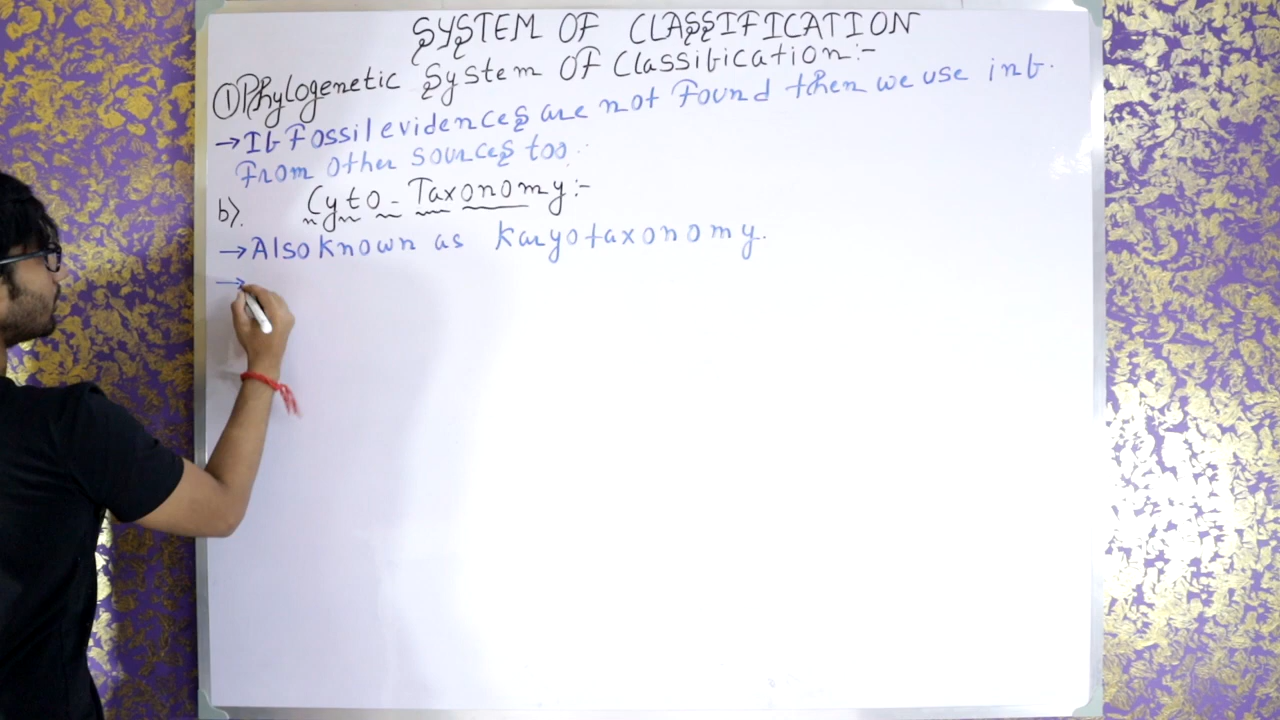 SYSTEM OF CLASSIFICATION
① Phylogenetic System OF Classification:-
→ If Fossil evidences are not Found then we use inf.
From other sources too.
b). Cyto-Taxonomy:-
→ Also known as karyotaxonomy.
→